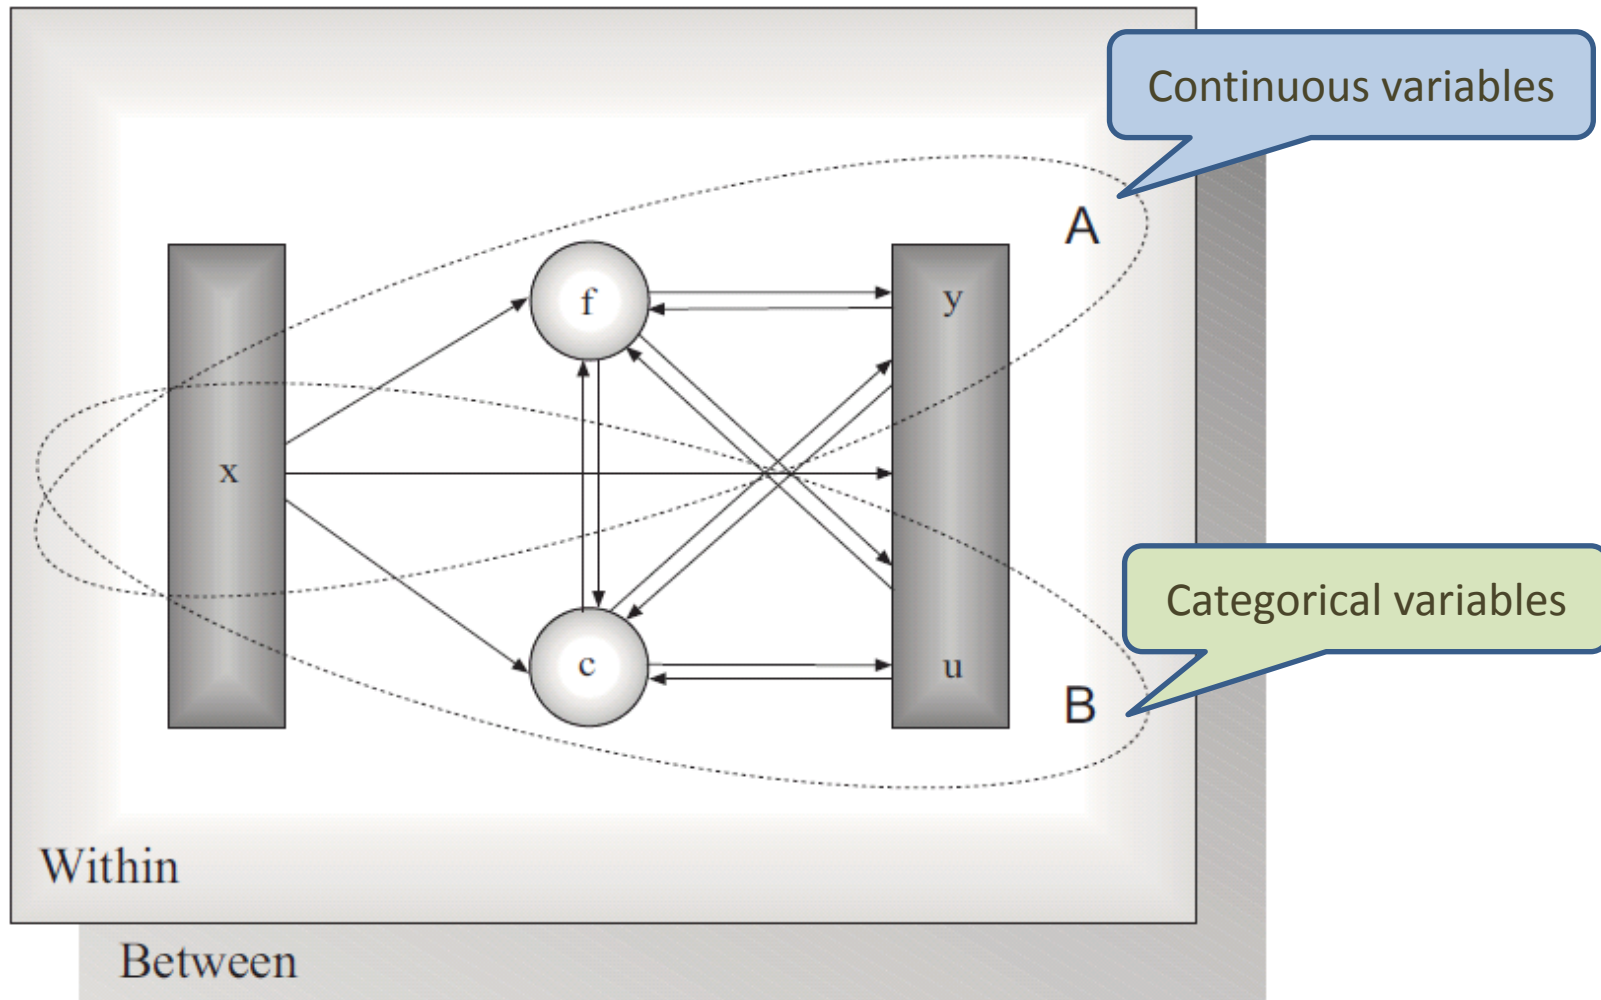 Continuous variables
A
f
y
x
Categorical variables
c
u
B
Within
Between